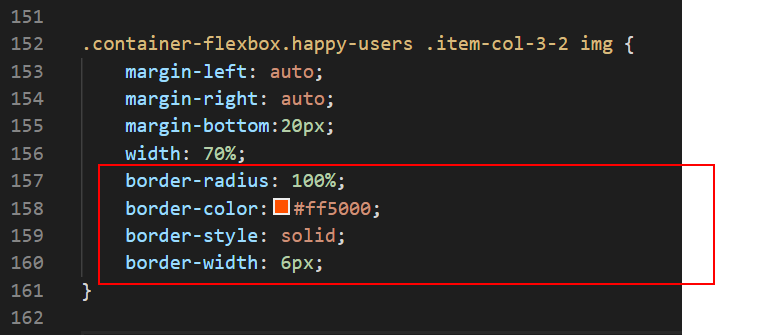 151
152 .container-flexbox.happy-users .item-col-3-2 img {
153 margin-left: auto;
154 margin-right: auto;
155 margin-bottom:20px;
156 width: 70%;
157 border-radius: 100%;
158 border-color: #ff5000;
159 border-style: solid;
160 border-width: 6px;
161 }
162